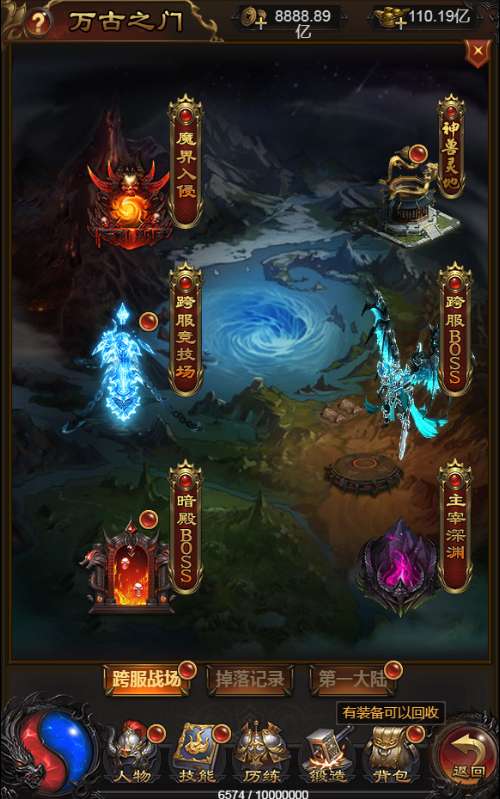 ?
万古之门
8888.89
亿
110.19亿
魔界入侵
神兽灵地
跨服竞技场
跨服BOSS
暗殿BOSS
主宰深渊
跨服战场
掉落记录
第一大陆
有装备可以回收
人物
技能
历练
锻造
背包
返回
6574 / 10000000